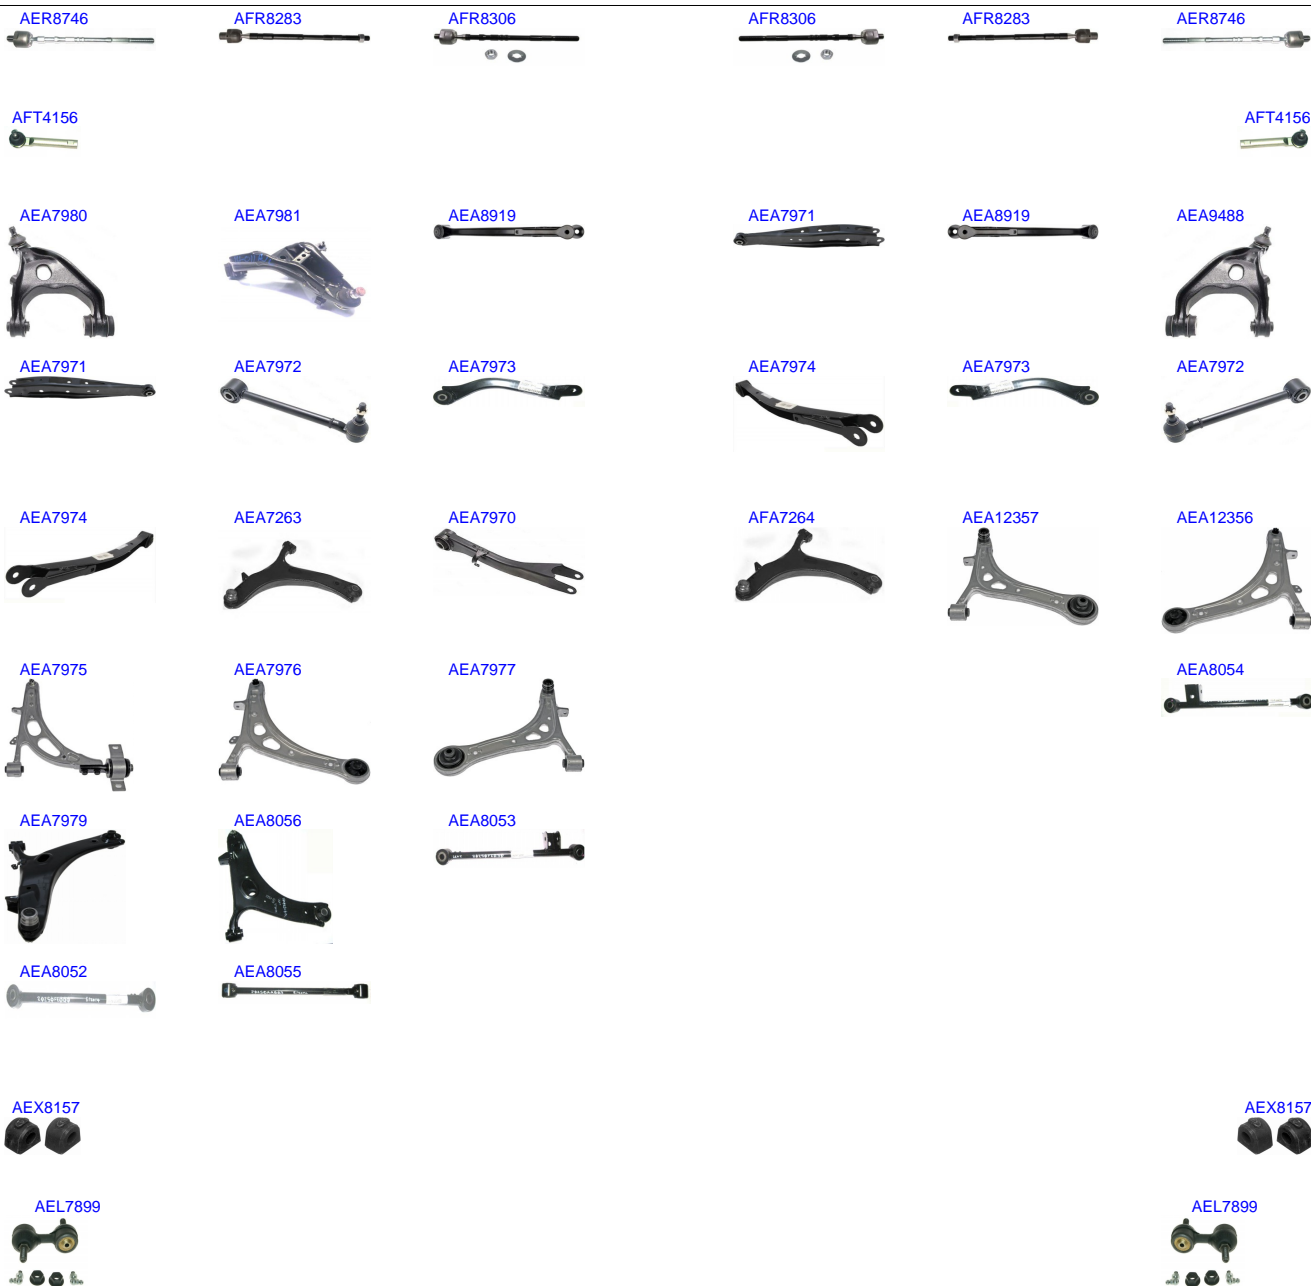 AER8746 AFR8283 AFR8306 AFR8306 AFR8283 AER8746
AFT4156 AFT4156
AEA7980 AEA7981 AEA8919 AEA7971 AEA8919 AEA9488
AEA7971 AEA7972 AEA7973 AEA7974 AEA7973 AEA7972
AEA7974 AEA7263 AEA7970 AFA7264 AEA12357 AEA12356
AEA7975 AEA7976 AEA7977 AEA8054
AEA7979 AEA8056 AEA8053
AEA8052 AEA8055
AEX8157 AEX8157
AEL7899 AEL7899